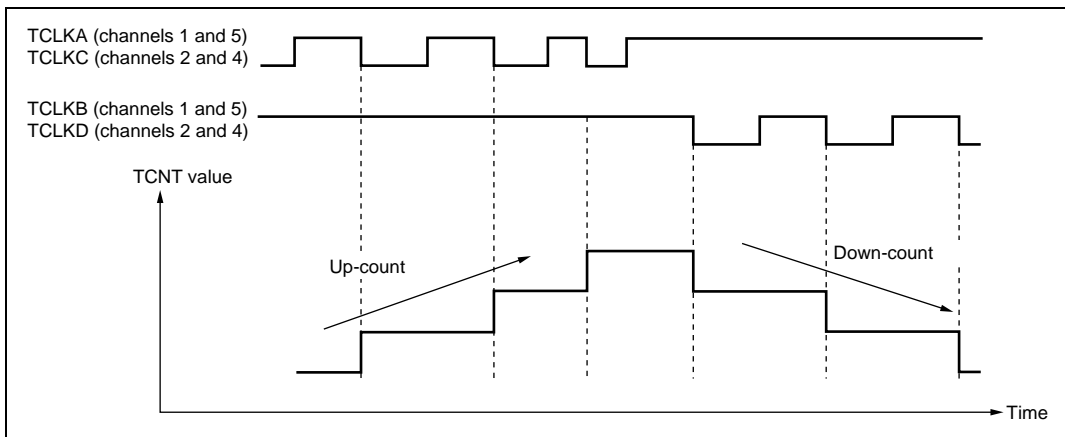 TCLKA (channels 1 and 5)
TCLKC (channels 2 and 4)
TCLKB (channels 1 and 5)
TCLKD (channels 2 and 4)
TCNT value
Up-count
Down-count
Time